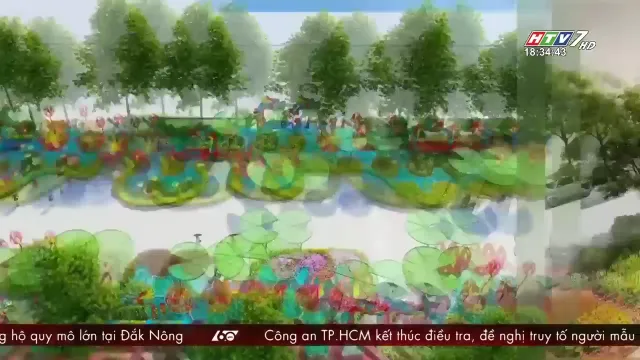 HTV7 HD
18:34:43
g hộ quy mô lớn tại Đắk Nông 60 Công an TP.HCM kết thúc điều tra, đề nghị truy tố người mẫu